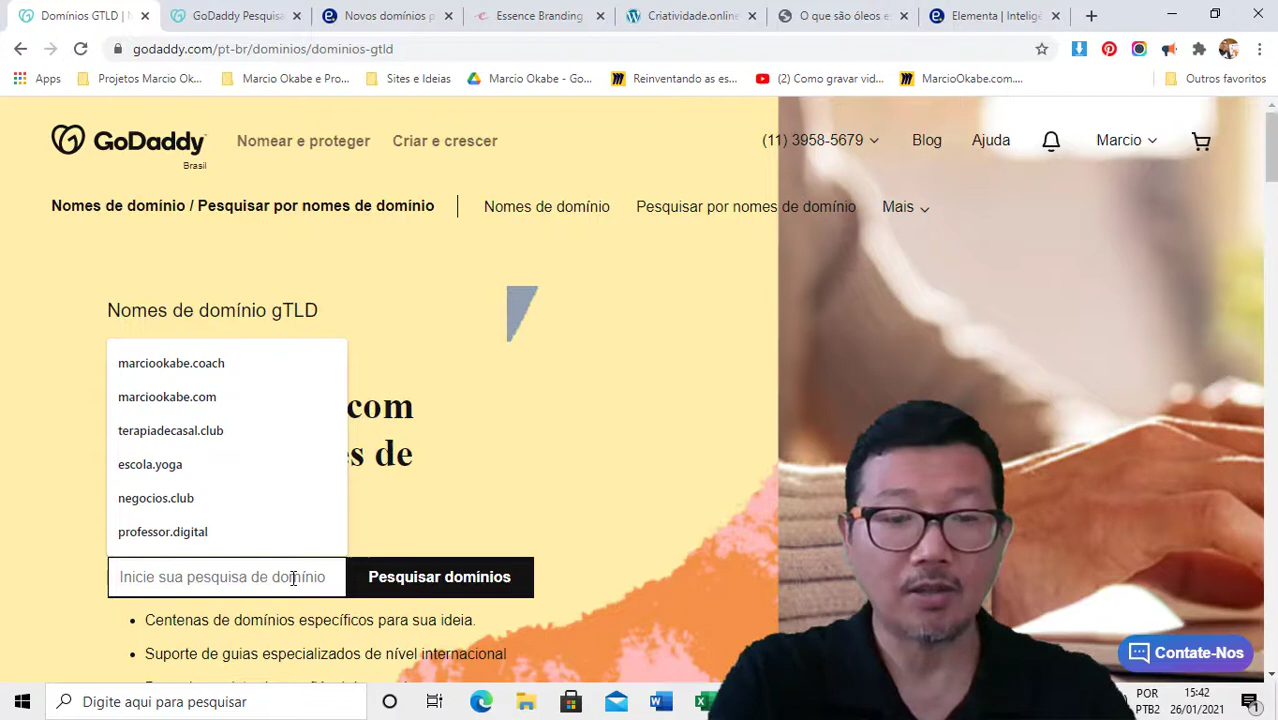 Domínios GTLD | N
GoDaddy Pesquisa
Novos domínios p
Essence Branding
Criatividade.online
O que são óleos e
Elementa | Intelig
godaddy.com/pt-br/dominios/dominios-gtld
Apps
Projetos Marcio Ok...
Marcio Okabe e Pro...
Sites e Ideias
Marcio Okabe - Go...
Reinventando as es...
(2) Como gravar vid...
MarcioOkabe.com....
Outros favoritos
GoDaddy
Brasil
Nomear e proteger
Criar e crescer
(11) 3958-5679
Blog
Ajuda
Marcio
Nomes de domínio / Pesquisar por nomes de domínio
Nomes de domínio
Pesquisar por nomes de domínio
Mais
Nomes de domínio gTLD
com
s de
marciookabe.coach
marciookabe.com
terapiadecasal.club
escola.yoga
negocios.club
professor.digital
Inicie sua pesquisa de domínio
Pesquisar domínios
• Centenas de domínios específicos para sua ideia.
• Suporte de guias especializados de nível internacional
Contate-Nos
Digite aqui para pesquisar
POR
PTB2
15:42
26/01/2021